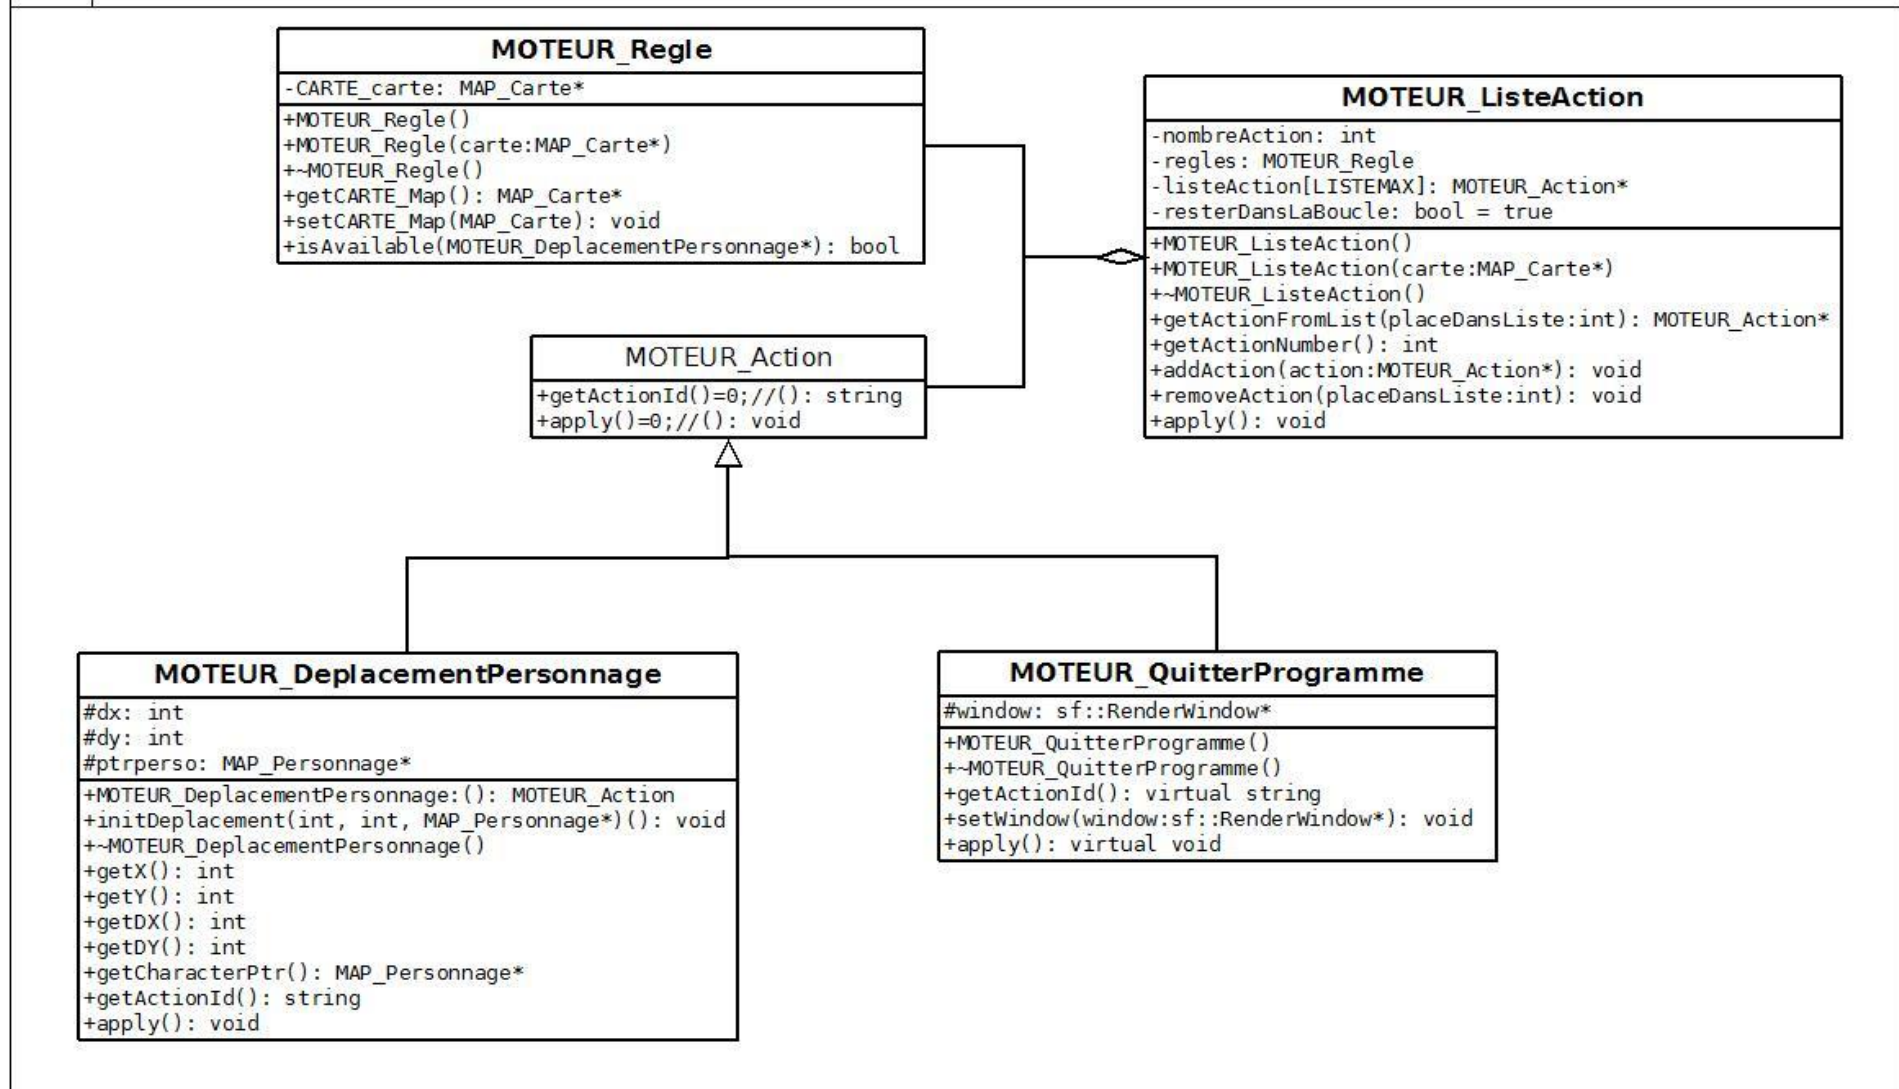 MOTEUR_Regle
-CARTE_carte: MAP_Carte*
+MOTEUR_Regle()
+MOTEUR_Regle(carte:MAP_Carte*)
+~MOTEUR_Regle()
+getCARTE_Map(): MAP_Carte*
+setCARTE_Map(MAP_Carte): void
+isAvailable(MOTEUR_DeplacementPersonnage*): bool
MOTEUR_ListeAction
-nombreAction: int
-regles: MOTEUR_Regle
-listeAction[LISTEMAX]: MOTEUR_Action*
-resterDansLaBoucle: bool = true
+MOTEUR_ListeAction()
+MOTEUR_ListeAction(carte:MAP_Carte*)
+~MOTEUR_ListeAction()
+getActionFromList(placeDansListe:int): MOTEUR_Action*
+getActionNumber(): int
+addAction(action:MOTEUR_Action*): void
+removeAction(placeDansListe:int): void
+apply(): void
MOTEUR_Action
+getActionId()=0;//(): string
+apply()=0;//(): void
MOTEUR_DeplacementPersonnage
#dx: int
#dy: int
#ptrperso: MAP_Personnage*
+MOTEUR_DeplacementPersonnage:(): MOTEUR_Action
+initDeplacement(int, int, MAP_Personnage*)(): void
+~MOTEUR_DeplacementPersonnage()
+getX(): int
+getY(): int
+getDX(): int
+getDY(): int
+getCharacterPtr(): MAP_Personnage*
+getActionId(): string
+apply(): void
MOTEUR_QuitterProgramme
#window: sf::RenderWindow*
+MOTEUR_QuitterProgramme()
+~MOTEUR_QuitterProgramme()
+getActionId(): virtual string
+setWindow(window:sf::RenderWindow*): void
+apply(): virtual void